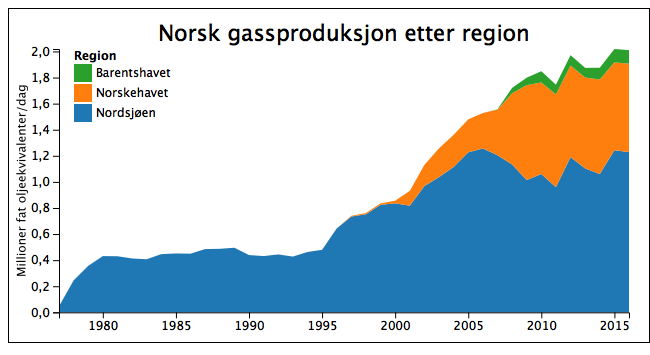 Norsk gassproduksjon etter region
Region
Barentshavet
Norskehavet
Nordsjøen
Millioner fat oljeekvivalenter/dag
2,0
1,8
1,6
1,4
1,2
1,0
0,8
0,6
0,4
0,2
0,0
1980 1985 1990 1995 2000 2005 2010 2015